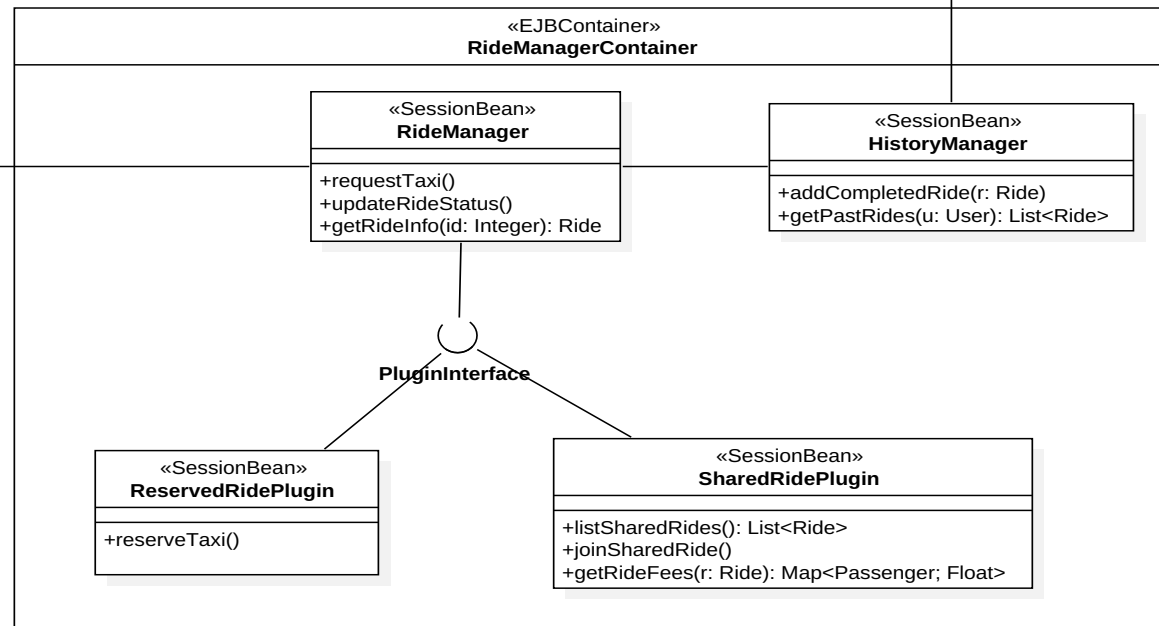 «EJBContainer»
RideManagerContainer
«SessionBean»
RideManager
+requestTaxi()
+updateRideStatus()
+getRideInfo(id: Integer): Ride
«SessionBean»
HistoryManager
+addCompletedRide(r: Ride)
+getPastRides(u: User): List<Ride>
PluginInterface
«SessionBean»
ReservedRidePlugin
+reserveTaxi()
«SessionBean»
SharedRidePlugin
+listSharedRides(): List<Ride>
+joinSharedRide()
+getRideFees(r: Ride): Map<Passenger; Float>